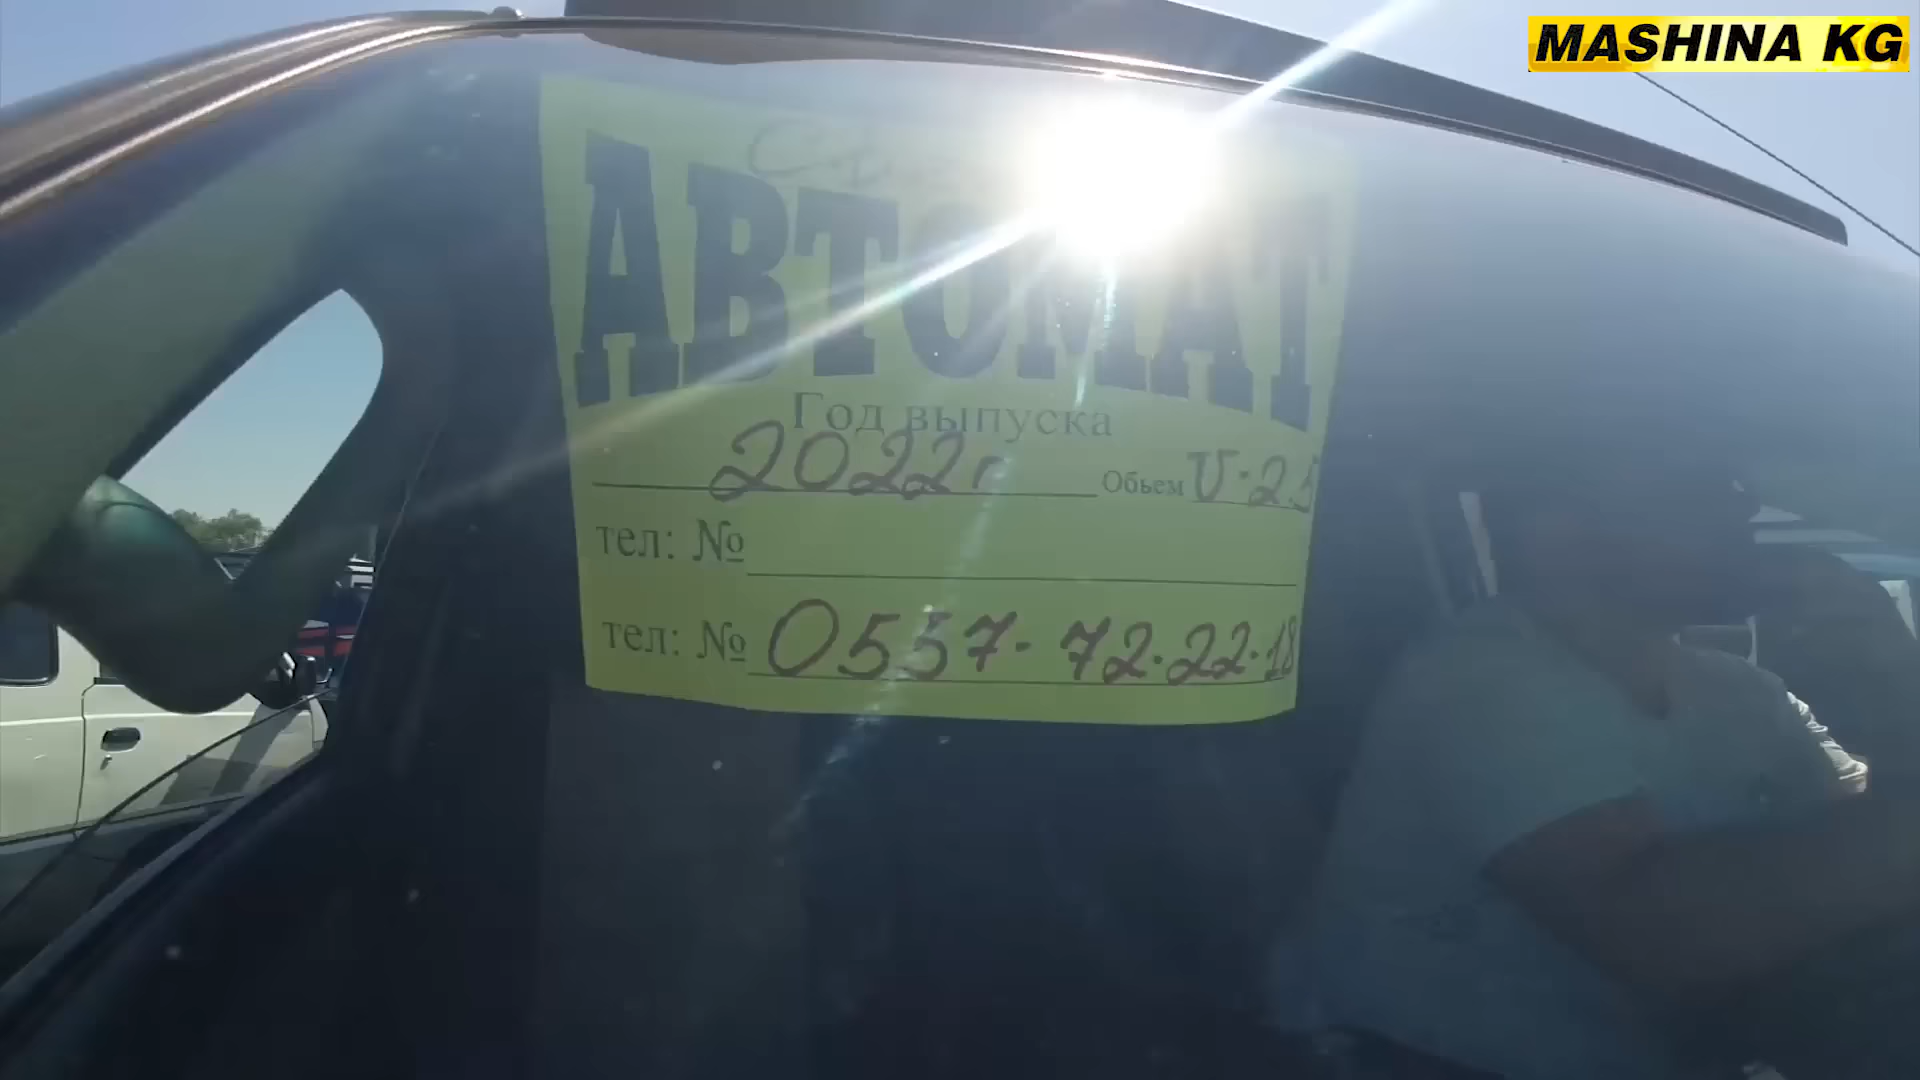 MASHINA KG
АВТОМАТ
Год выпуска
2022г Обьем V-2.5
тел: №
тел: № 0557-72-22-18